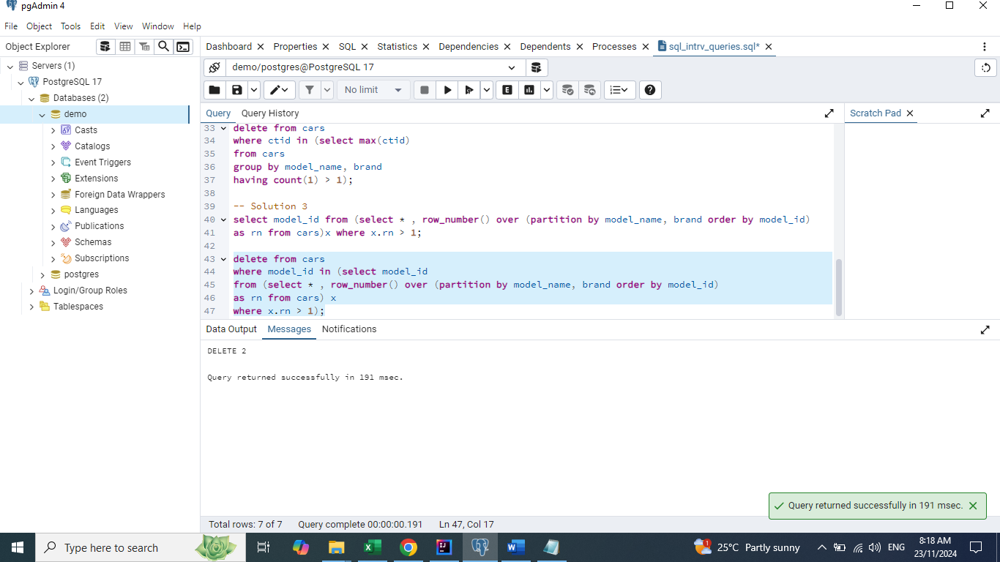 pgAdmin 4
File Object Tools Edit View Window Help
Object Explorer
Dashboard Properties SQL Statistics Dependencies Dependents Processes sql_intrv_queries.sql*
Servers (1)
PostgreSQL 17
Databases (2)
demo
Casts
Catalogs
Event Triggers
Extensions
Foreign Data Wrappers
Languages
Publications
Schemas
Subscriptions
postgres
Login/Group Roles
Tablespaces
demo/postgres@PostgreSQL 17
No limit
E
Query Query History
Scratch Pad
33 delete from cars
34 where ctid in (select max(ctid)
35 from cars
36 group by model_name, brand
37 having count(1) > 1);
38
39 -- Solution 3
40 select model_id from (select * , row_number() over (partition by model_name, brand order by model_id)
41 as rn from cars)x where x.rn > 1;
42
43 delete from cars
44 where model_id in (select model_id
45 from (select * , row_number() over (partition by model_name, brand order by model_id)
46 as rn from cars) x
47 where x.rn > 1);
Data Output Messages Notifications
DELETE 2
Query returned successfully in 191 msec.
Query returned successfully in 191 msec.
Total rows: 7 of 7 Query complete 00:00:00.191 Ln 47, Col 17
Type here to search
1
25°C Partly sunny
ENG
8:18 AM
23/11/2024